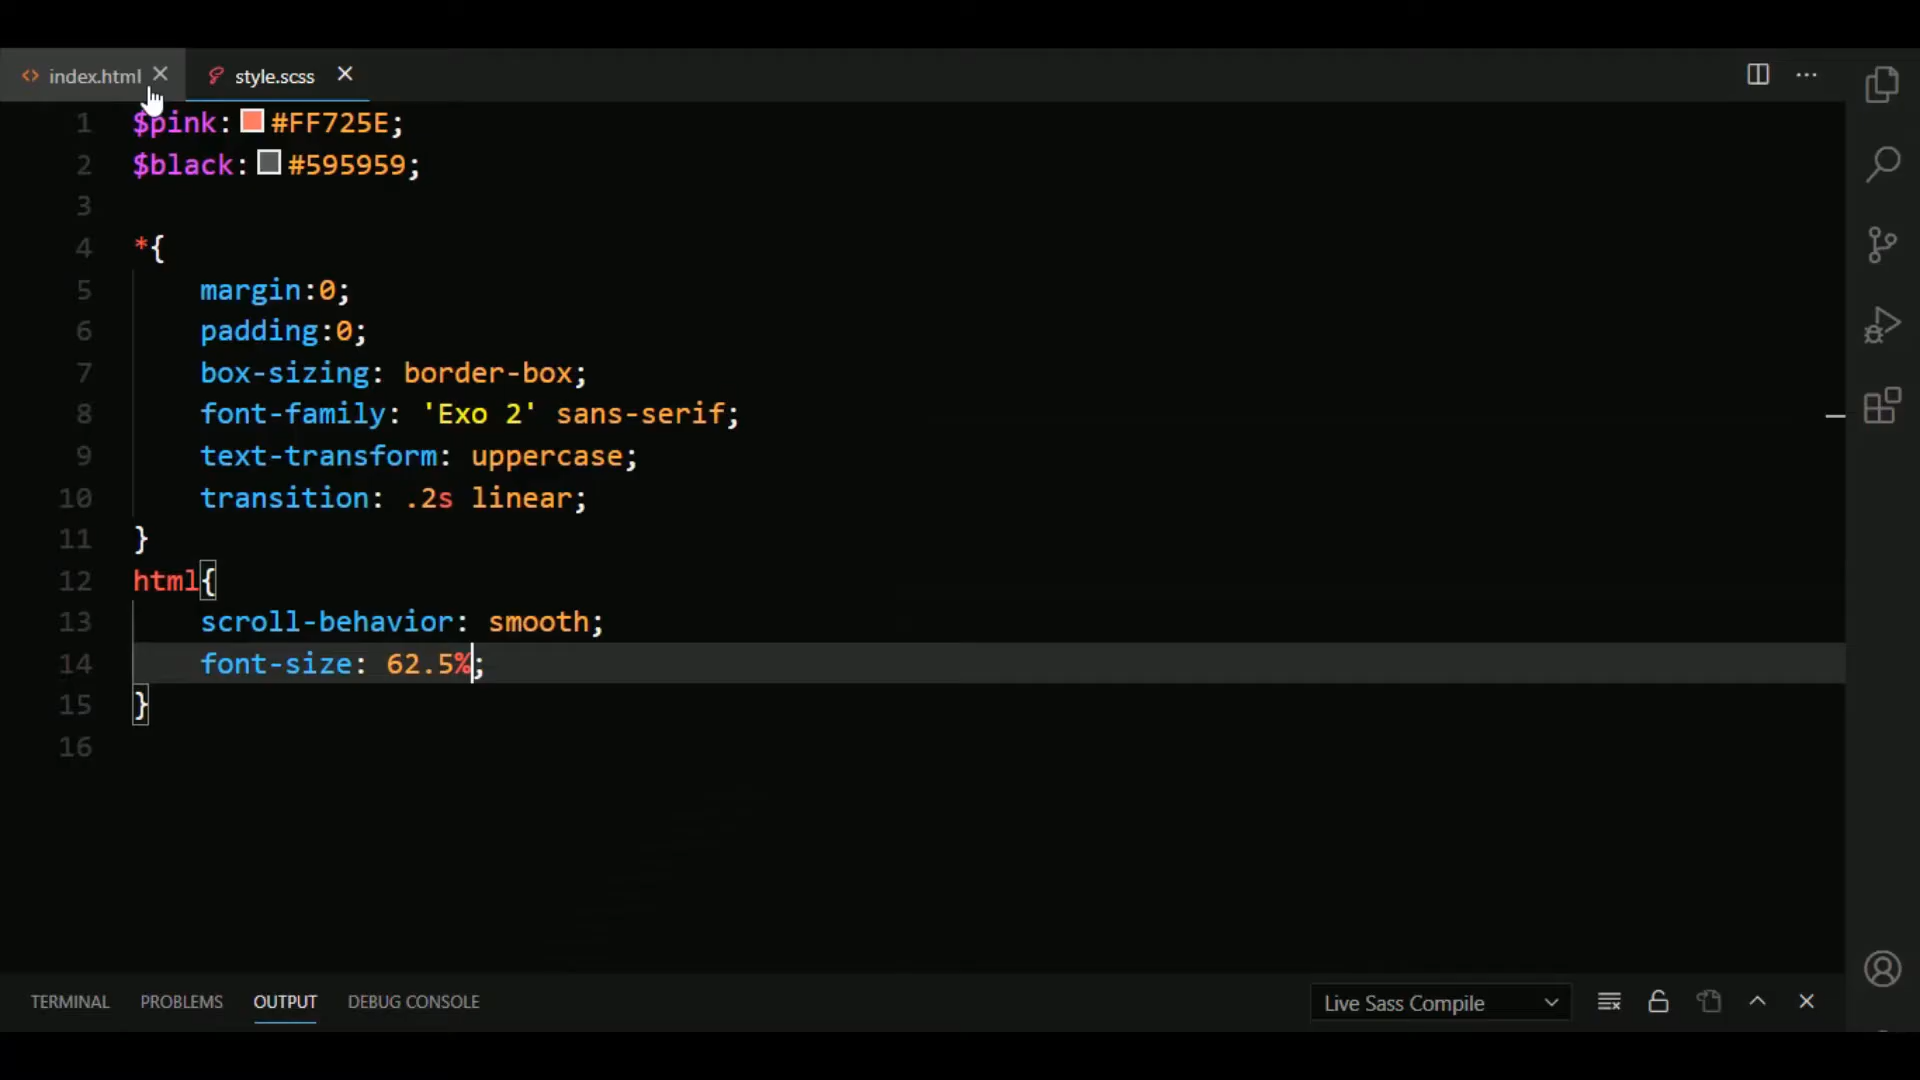 index.html style.scss
1 $pink: #FF725E;
2 $black: #595959;
3
4 *{
5 margin:0;
6 padding:0;
7 box-sizing: border-box;
8 font-family: 'Exo 2' sans-serif;
9 text-transform: uppercase;
10 transition: .2s linear;
11 }
12 html{
13 scroll-behavior: smooth;
14 font-size: 62.5%;
15 }
16
TERMINAL PROBLEMS OUTPUT DEBUG CONSOLE Live Sass Compile